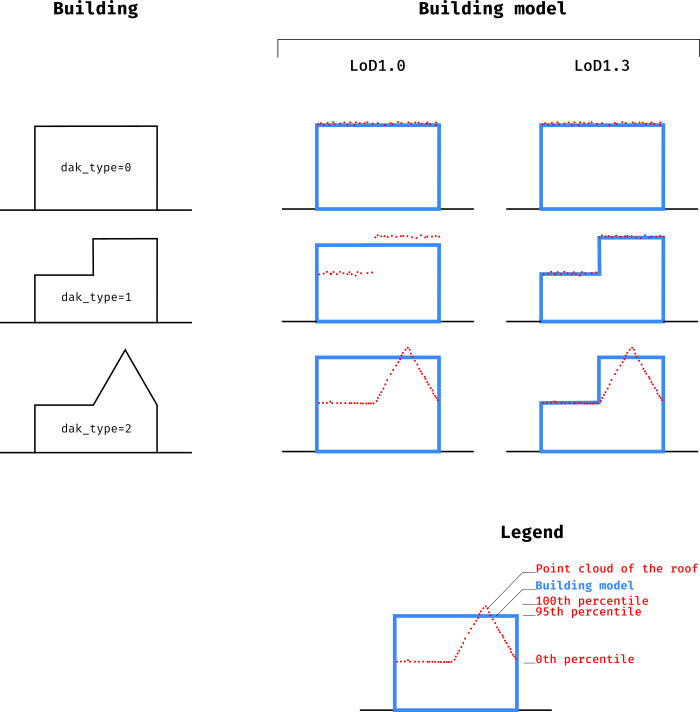 Building
Building model
LoD1.0
LoD1.3
dak_type=0
dak_type=1
dak_type=2
Legend
Point cloud of the roof
Building model
100th percentile
95th percentile
0th percentile